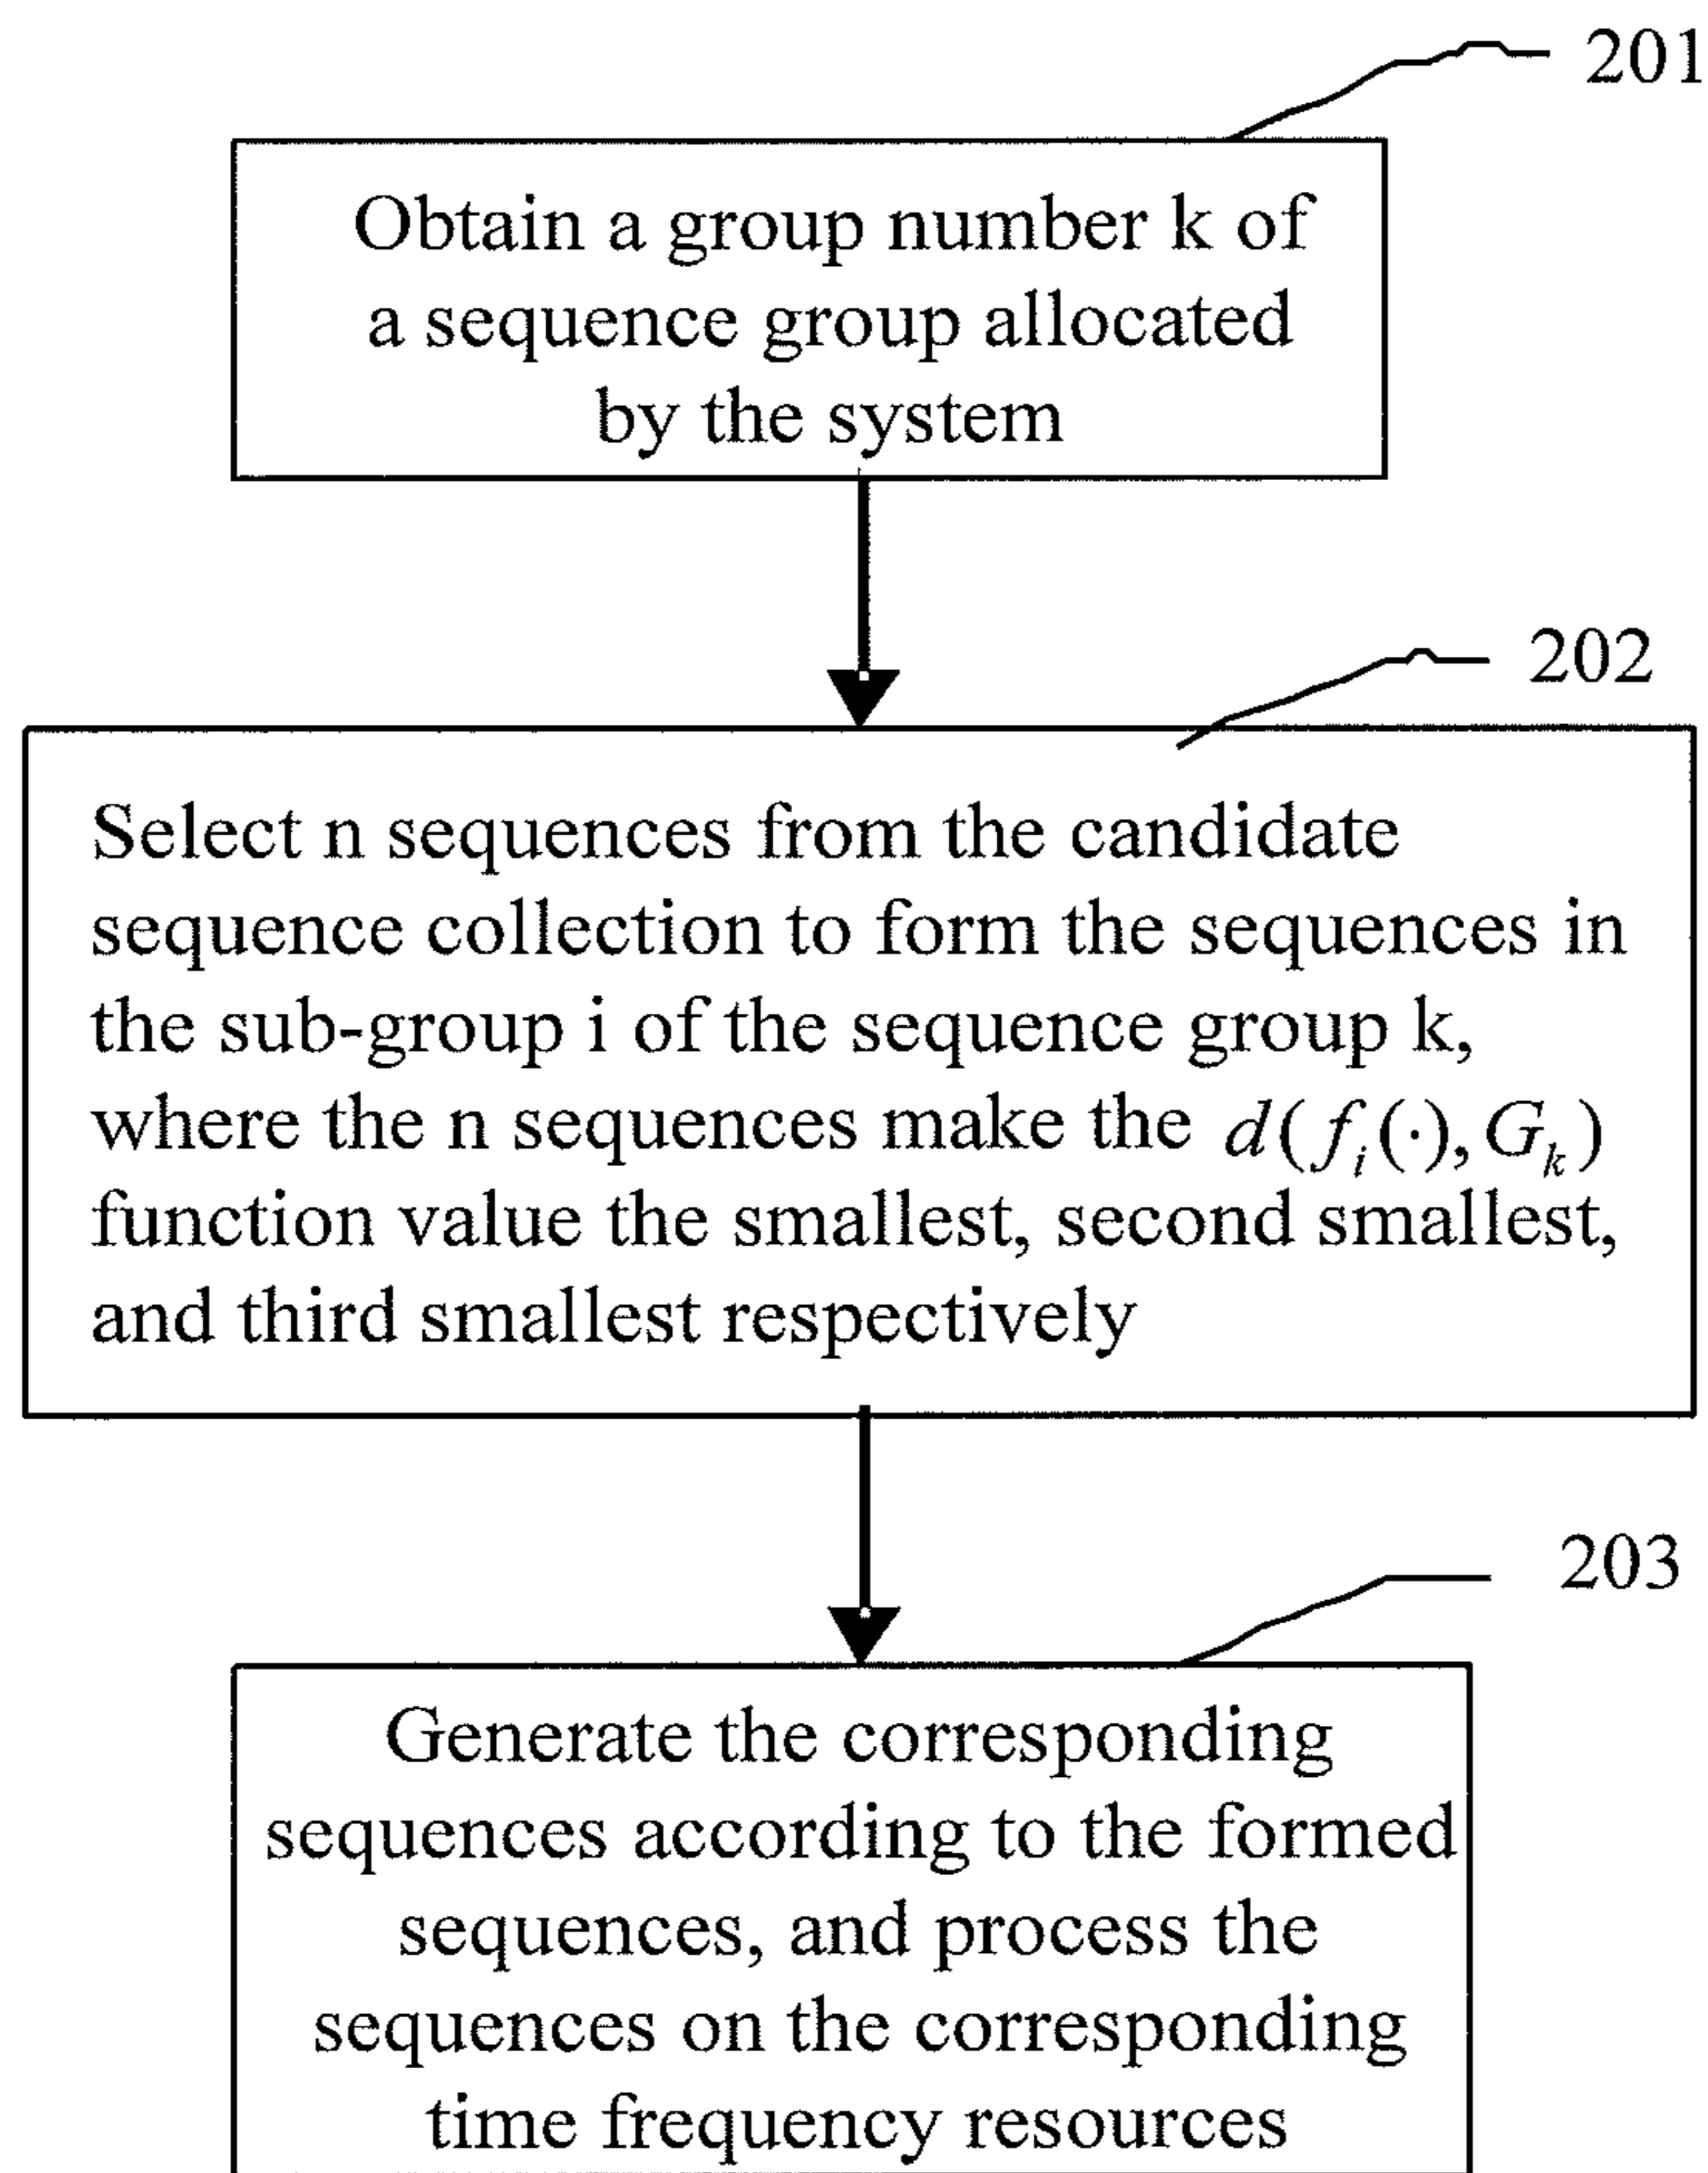 201
Obtain a group number k of
a sequence group allocated
by the system
202
Select n sequences from the candidate
sequence collection to form the sequences in
the sub-group i of the sequence group k,
where the n sequences make the d(f_i(·), G_k)
function value the smallest, second smallest,
and third smallest respectively
203
Generate the corresponding
sequences according to the formed
sequences, and process the
sequences on the corresponding
time frequency resources